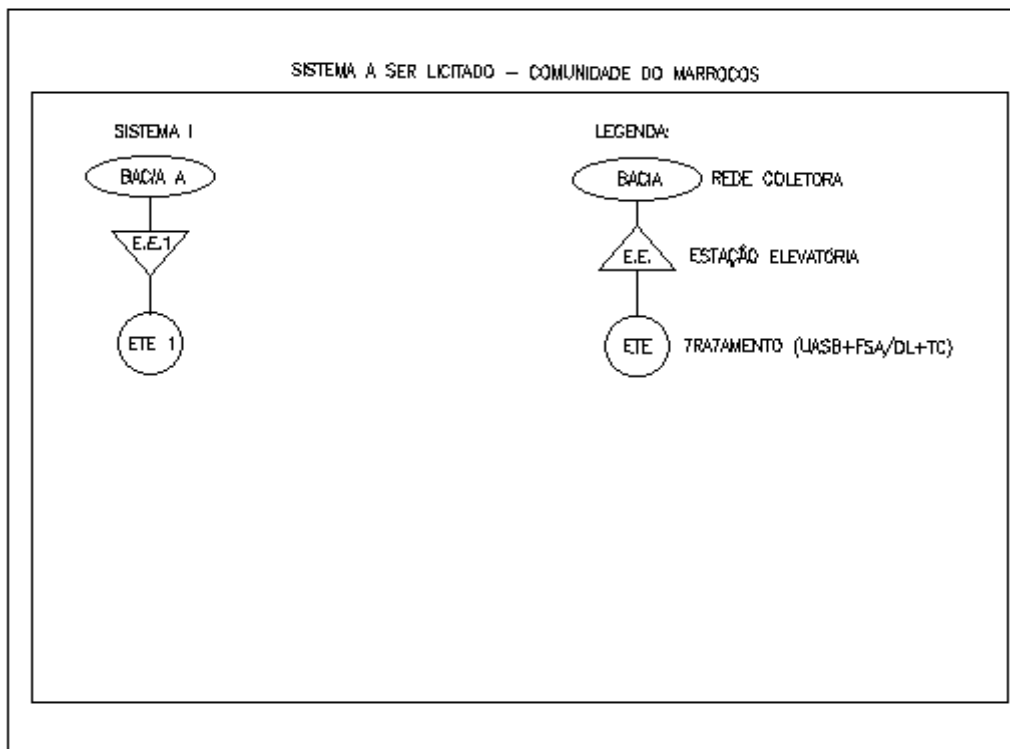 SISTEMA A SER LICITADO – COMUNIDADE DO MARROCOS
SISTEMA I
BACIA A
E.E.1
ETE 1
LEGENDA:
BACIA
REDE COLETORA
E.E.
ESTAÇÃO ELEVATÓRIA
ETE
TRATAMENTO (UASB+FSA/DL+TC)